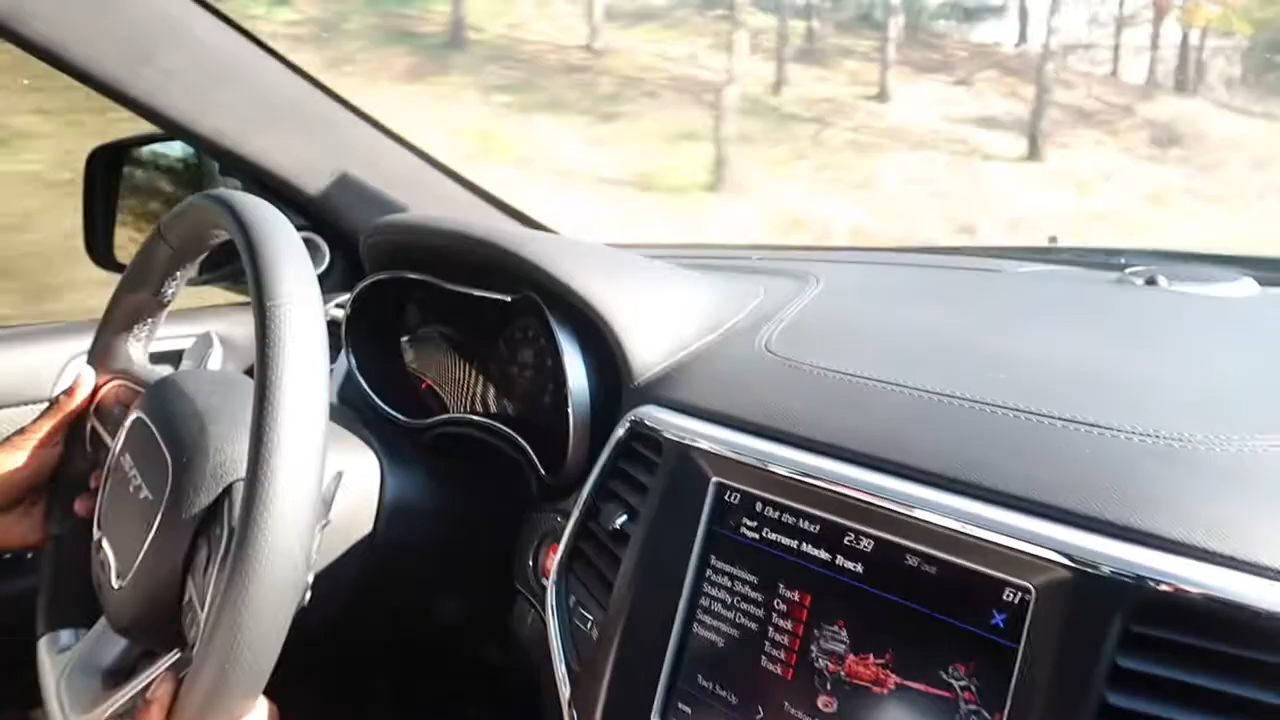 SRT
LO
Out the Mud
2:39
58° out
61°
Current Mode: Track
Transmission: Track
Paddle Shifters: On
Stability Control: Track
All Wheel Drive: Track
Suspension: Track
Steering: Track
Track Set-Up
Traction